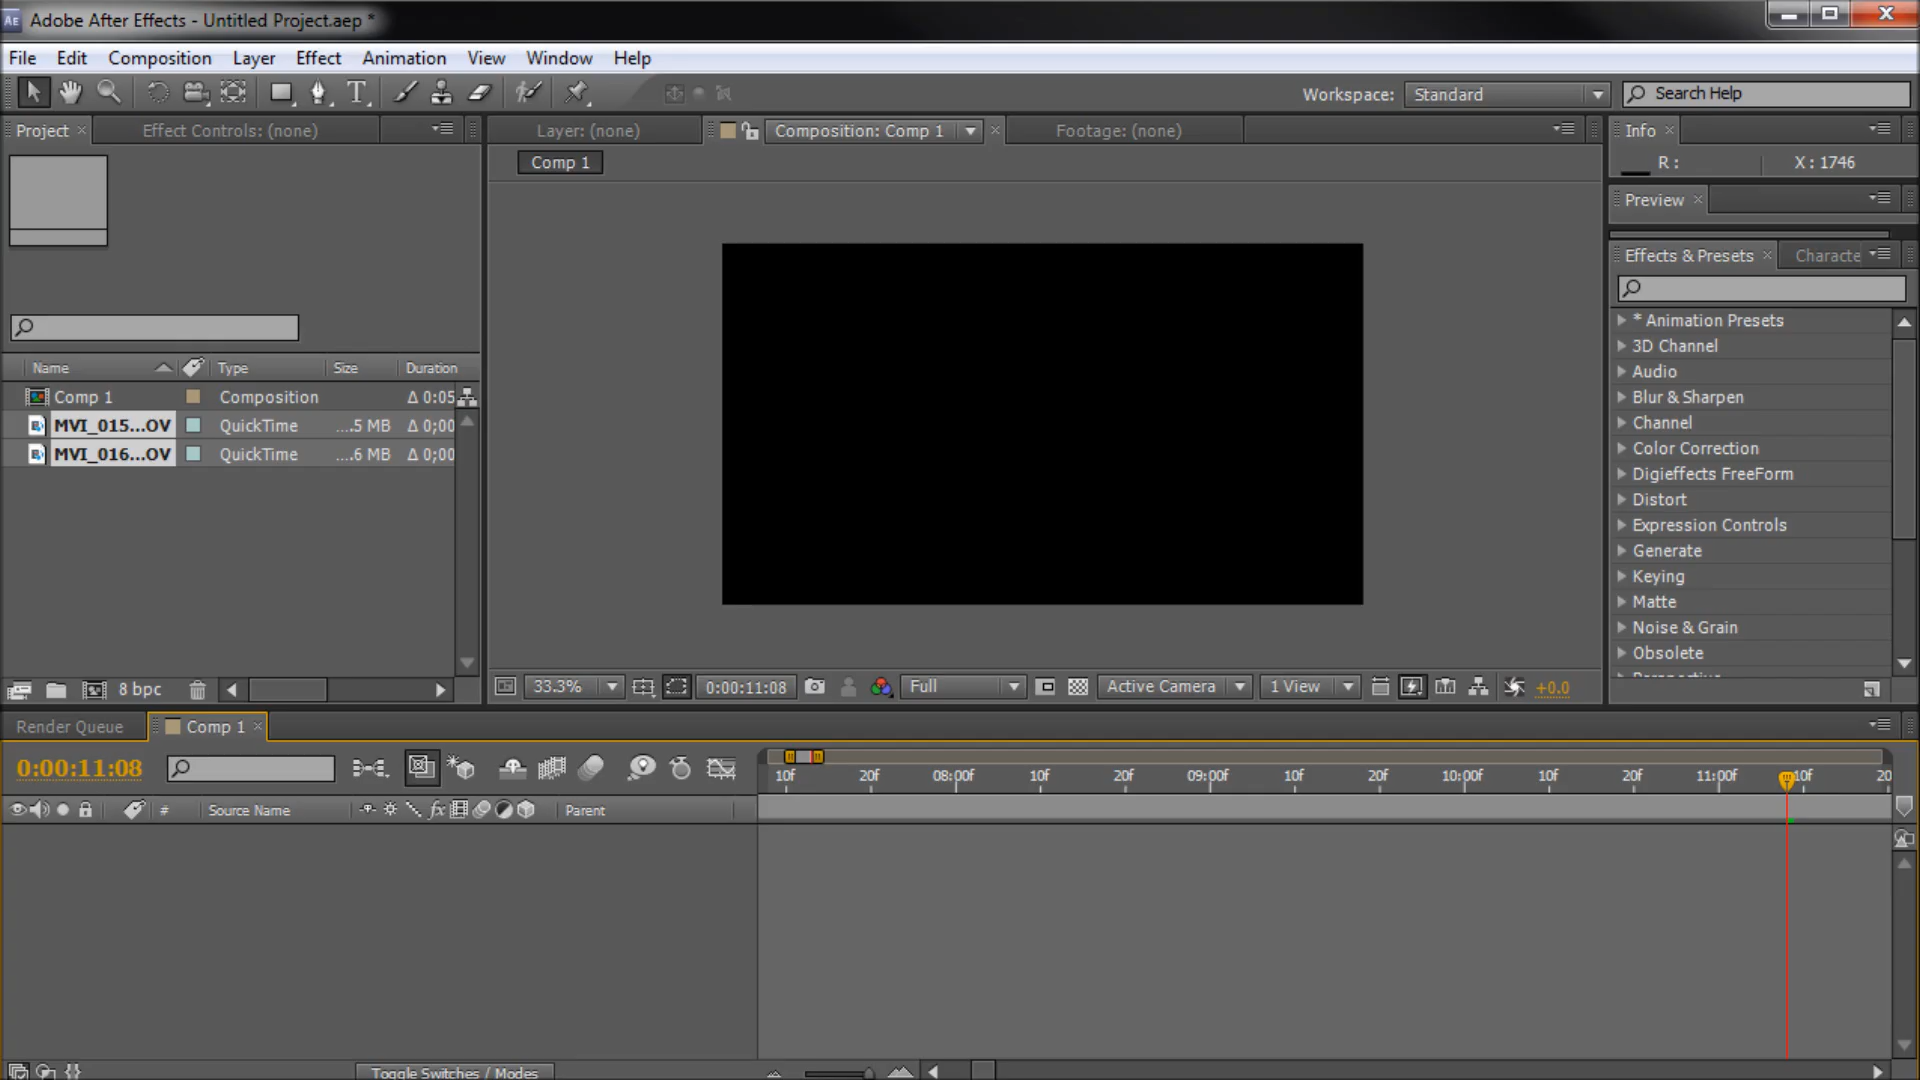 Adobe After Effects - Untitled Project.aep *
File Edit Composition Layer Effect Animation View Window Help
Workspace: Standard Search Help
Project Effect Controls: (none) Layer: (none) Composition: Comp 1 Footage: (none) Info
Comp 1 R : X : 1746
Preview
Effects & Presets Characte
* Animation Presets
3D Channel
Audio
Blur & Sharpen
Channel
Color Correction
Digieffects FreeForm
Distort
Expression Controls
Generate
Keying
Matte
Noise & Grain
Obsolete
Name Type Size Duration
Comp 1 Composition Δ 0:05
MVI_015...OV QuickTime ....5 MB Δ 0;00
MVI_016...OV QuickTime ....6 MB Δ 0;00
8 bpc 33.3% 0:00:11:08 Full Active Camera 1 View +0.0
Render Queue Comp 1
0:00:11:08
10f 20f 08:00f 10f 20f 09:00f 10f 20f 10:00f 10f 20f 11:00f 10f 20
# Source Name fx Parent
Toggle Switches / Modes